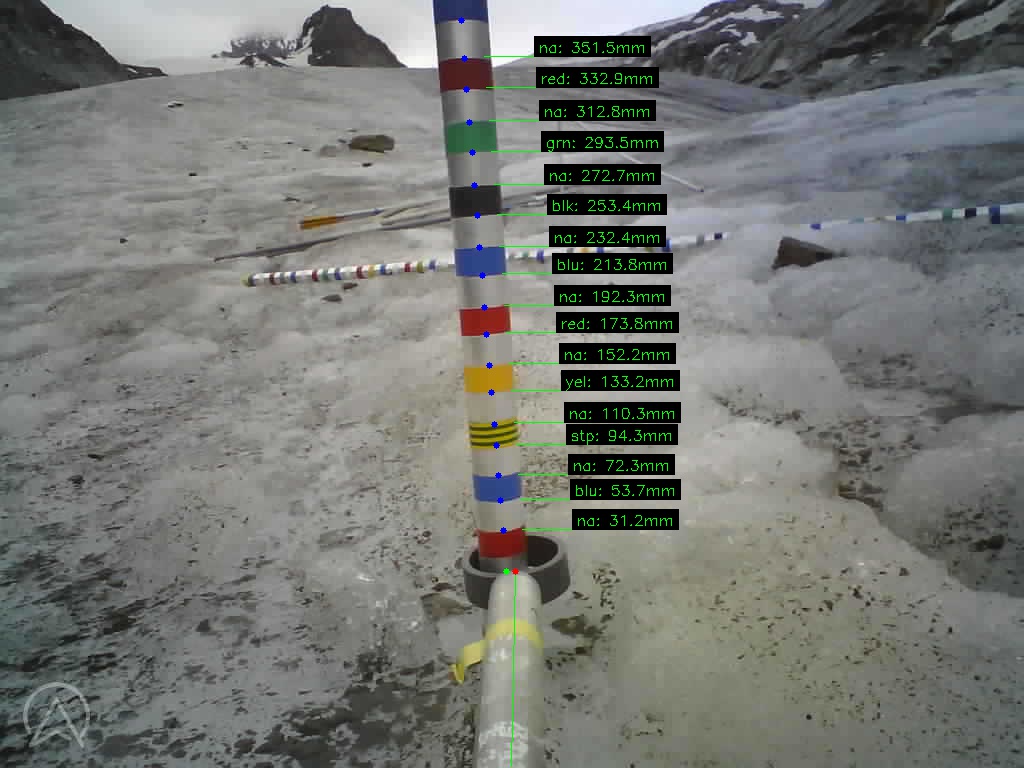 na: 351.5mm
red: 332.9mm
na: 312.8mm
grn: 293.5mm
na: 272.7mm
blk: 253.4mm
na: 232.4mm
blu: 213.8mm
na: 192.3mm
red: 173.8mm
na: 152.2mm
yel: 133.2mm
na: 110.3mm
stp: 94.3mm
na: 72.3mm
blu: 53.7mm
na: 31.2mm